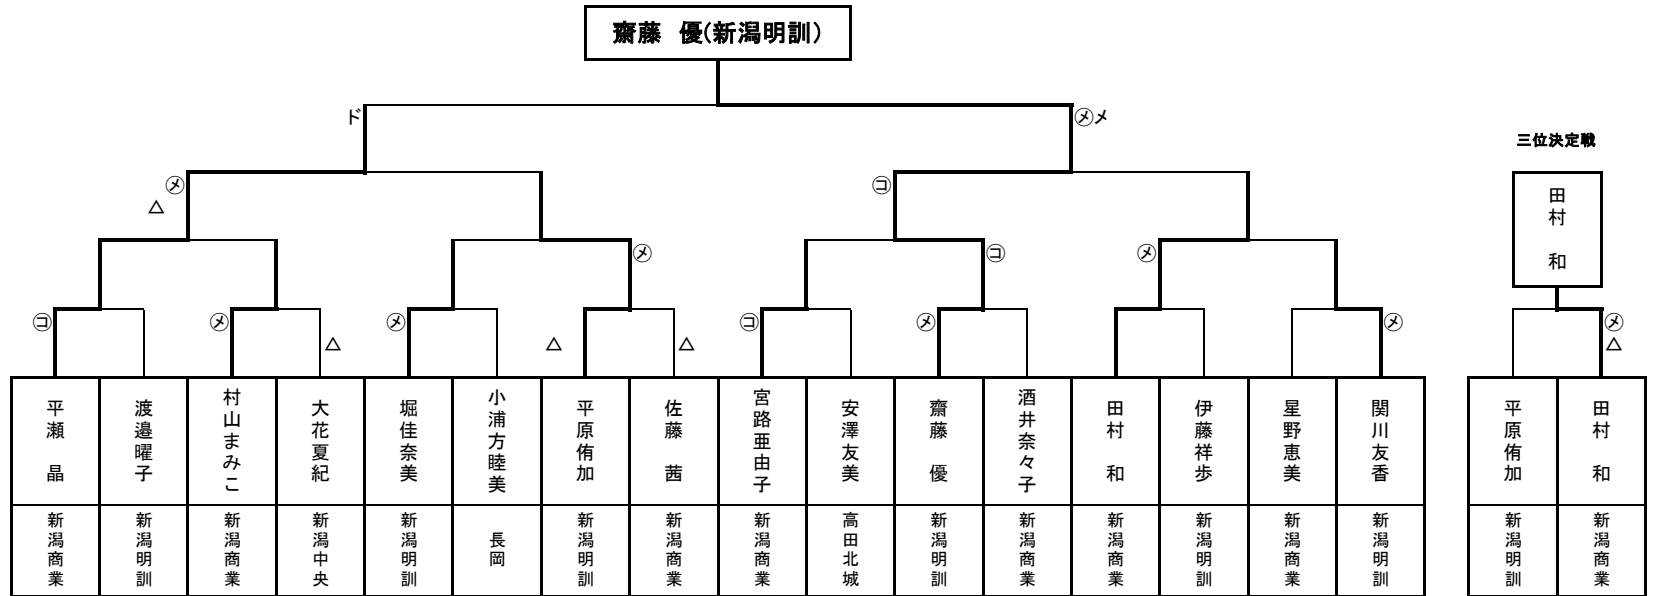 齋藤　優(新潟明訓)
ド
㋱メ
三位決定戦
㋱
△
㋙
田村　和
㋱
㋙
㋱
㋙
㋱
△
㋱
△
△
㋙
㋱
㋱
㋱
△
平瀬　晶
渡邉曜子
村山まみこ
大花夏紀
堀佳奈美
小浦方睦美
平原侑加
佐藤　茜
宮路亜由子
安澤友美
齋藤　優
酒井奈々子
田村　和
伊藤祥歩
星野恵美
関川友香
平原侑加
田村　和
新潟商業
新潟明訓
新潟商業
新潟中央
新潟明訓
長岡
新潟明訓
新潟商業
新潟商業
高田北城
新潟明訓
新潟商業
新潟商業
新潟明訓
新潟商業
新潟明訓
新潟明訓
新潟商業